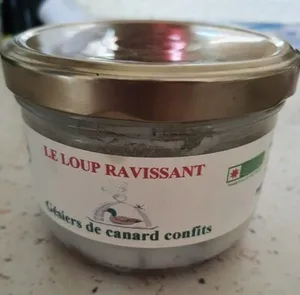 LE LOUP RAVISSANT
Gésiers de canard confits